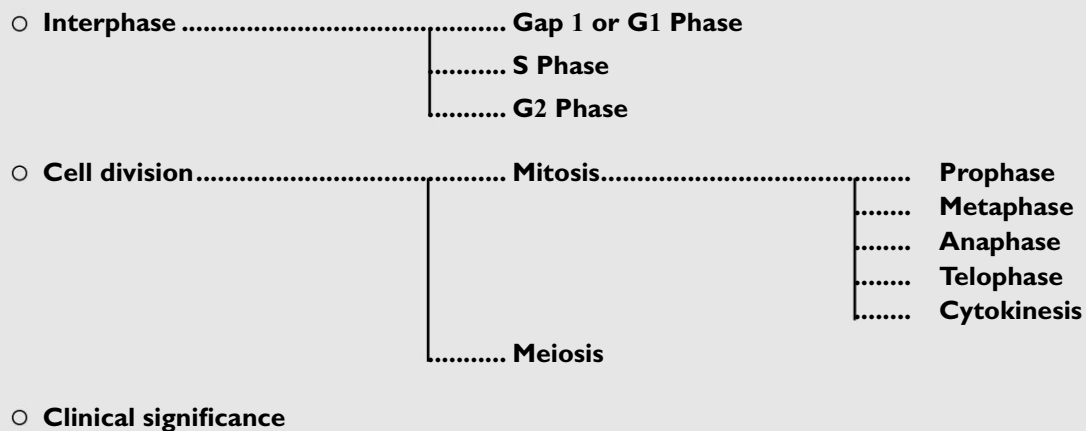 ○ Interphase ............................................... Gap 1 or G1 Phase
........... S Phase
........... G2 Phase
○ Cell division ............................................. Mitosis ............................................. Prophase
........ Metaphase
........ Anaphase
........ Telophase
........ Cytokinesis
........... Meiosis
○ Clinical significance